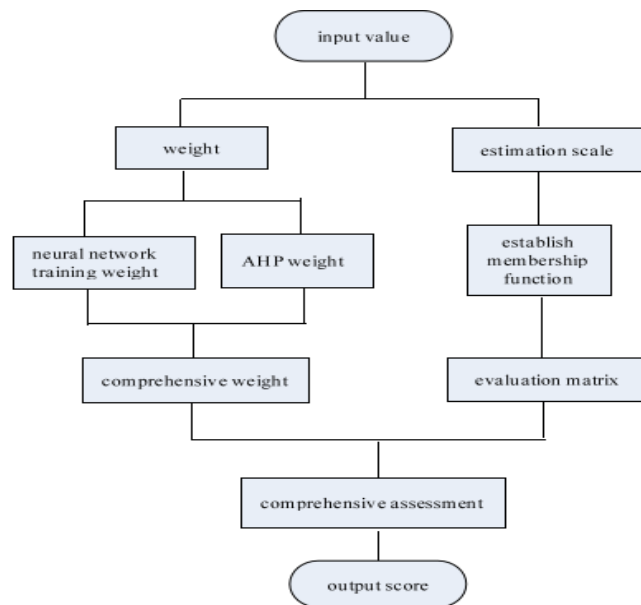 input value
weight
estimation scale
neural network
training weight
AHP weight
establish
membership
function
comprehensive weight
evaluation matrix
comprehensive assessment
output score